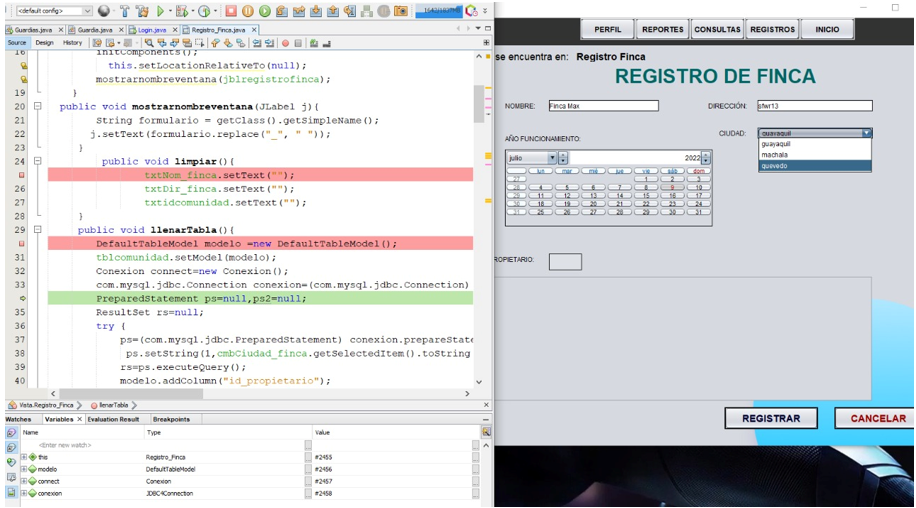 <default config>
Guardias.java
Guardia.java
Login.java
Registro_Finca.java
Source Design History
16 initComponents();
this.setLocationRelativeTo(null);
mostrarnombreventana(jblregistrofinca);
19 }
20 public void mostrarnombreventana(JLabel j){
21 String formulario = getClass().getSimpleName();
22 j.setText(formulario.replace("_", " "));
23 }
24 public void limpiar(){
txtNom_finca.setText("");
26 txtDir_finca.setText("");
27 txtidcomunidad.setText("");
28 }
29 public void llenarTabla(){
DefaultTableModel modelo =new DefaultTableModel();
31 tblcomunidad.setModel(modelo);
32 Conexion connect=new Conexion();
33 com.mysql.jdbc.Connection conexion=(com.mysql.jdbc.Connection)
PreparedStatement ps=null,ps2=null;
35 ResultSet rs=null;
36 try {
37 ps=(com.mysql.jdbc.PreparedStatement) conexion.prepareState
38 ps.setString(1,cmbCiudad_finca.getSelectedItem().toString
39 rs=ps.executeQuery();
40 modelo.addColumn("id_propietario");
Vista.Registro_Finca
llenarTabla
Watches Variables Evaluation Result Breakpoints
Name Type Value
<Enter new watch>
this Registro_Finca #2455
modelo DefaultTableModel #2456
connect Conexion #2457
conexion JDBC4Connection #2458
PERFIL REPORTES CONSULTAS REGISTROS INICIO
se encuentra en: Registro Finca
REGISTRO DE FINCA
NOMBRE: Finca Max
DIRECCIÓN: sfwr13
AÑO FUNCIONAMIENTO:
CIUDAD: guayaquil
guayaquil
machala
quevedo
julio 2022
lun mar mié jue vie sáb dom
27 1 2 3
28 4 5 6 7 8 9 10
29 11 12 13 14 15 16 17
30 18 19 20 21 22 23 24
31 25 26 27 28 29 30 31
ROPIETARIO:
REGISTRAR CANCELAR